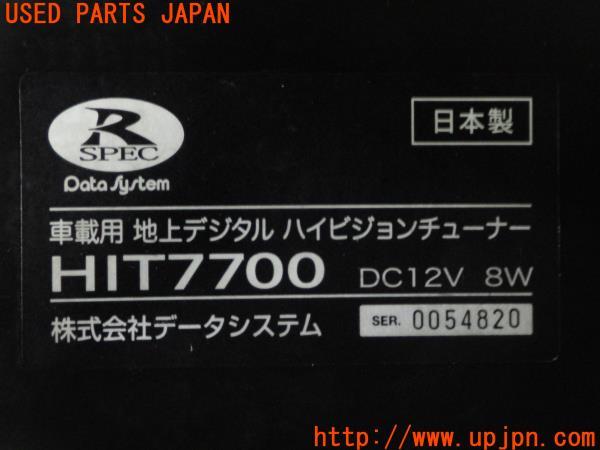 USED PARTS JAPAN
R
SPEC
Data System
日本製
車載用 地上デジタル ハイビジョンチューナー
HIT7700 DC12V 8W
株式会社データシステム
SER. 0054820
http://www.upjpn.com